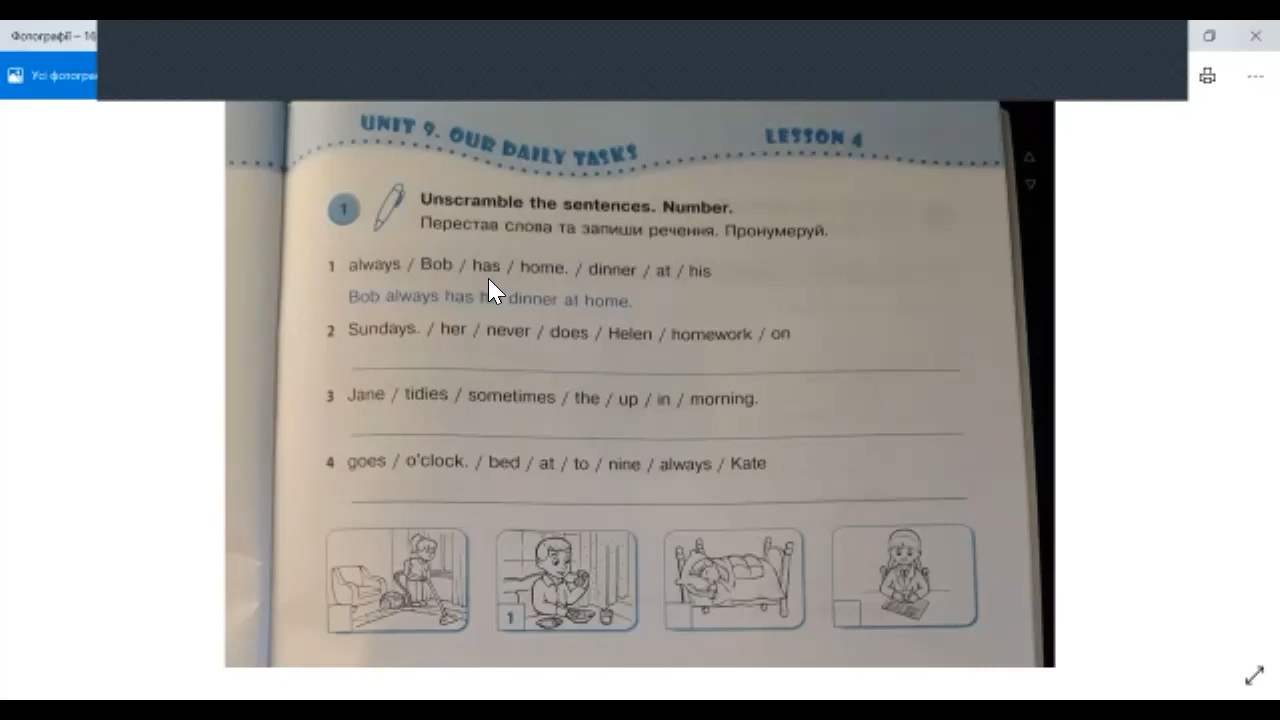 Фотографії – 16
Усі фотограф
UNIT 9. OUR DAILY TASKS
LESSON 4
1 Unscramble the sentences. Number.
Перестав слова та запиши речення. Пронумеруй.
1 always / Bob / has / home. / dinner / at / his
Bob always has dinner at home.
2 Sundays. / her / never / does / Helen / homework / on
3 Jane / tidies / sometimes / the / up / in / morning.
4 goes / o'clock. / bed / at / to / nine / always / Kate
1